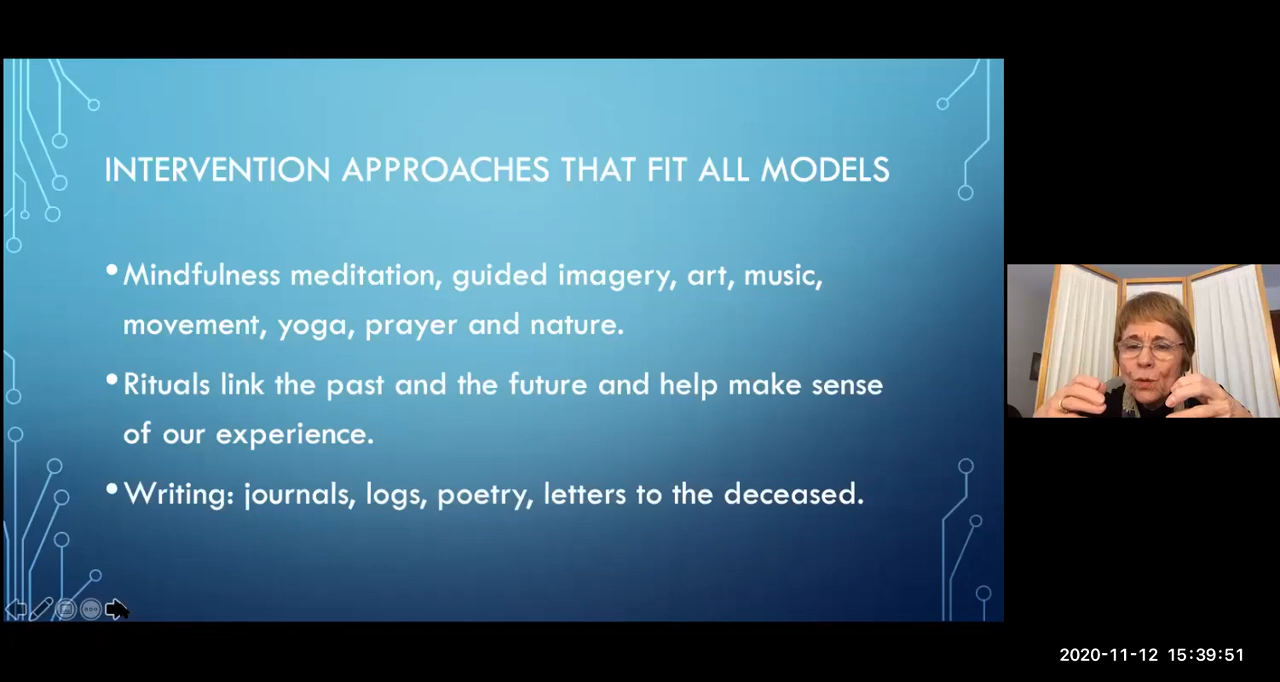 INTERVENTION APPROACHES THAT FIT ALL MODELS
•Mindfulness meditation, guided imagery, art, music,
movement, yoga, prayer and nature.
•Rituals link the past and the future and help make sense
of our experience.
•Writing: journals, logs, poetry, letters to the deceased.
2020-11-12 15:39:51